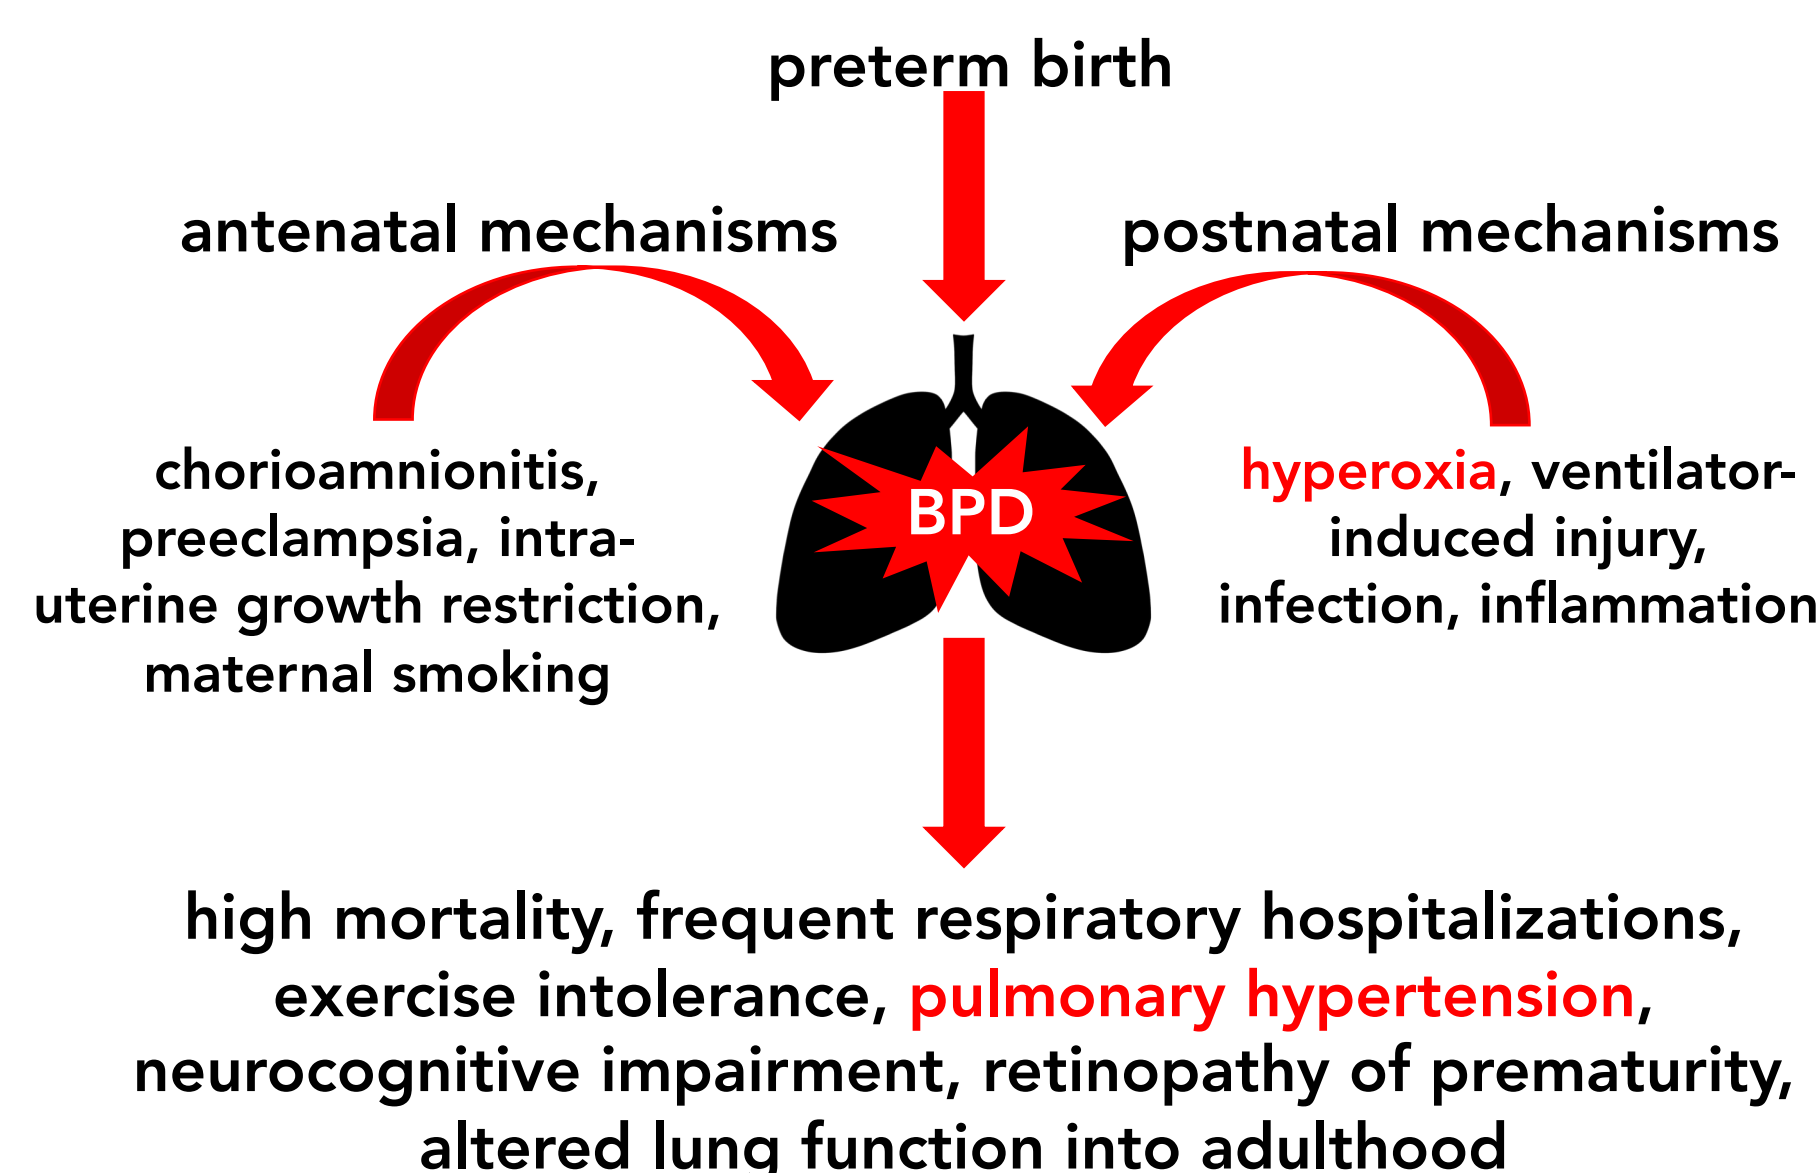 preterm birth
antenatal mechanisms
postnatal mechanisms
chorioamnionitis,
preeclampsia, intra-
uterine growth restriction,
maternal smoking
BPD
hyperoxia, ventilator-
induced injury,
infection, inflammation
high mortality, frequent respiratory hospitalizations,
exercise intolerance, pulmonary hypertension,
neurocognitive impairment, retinopathy of prematurity,
altered lung function into adulthood